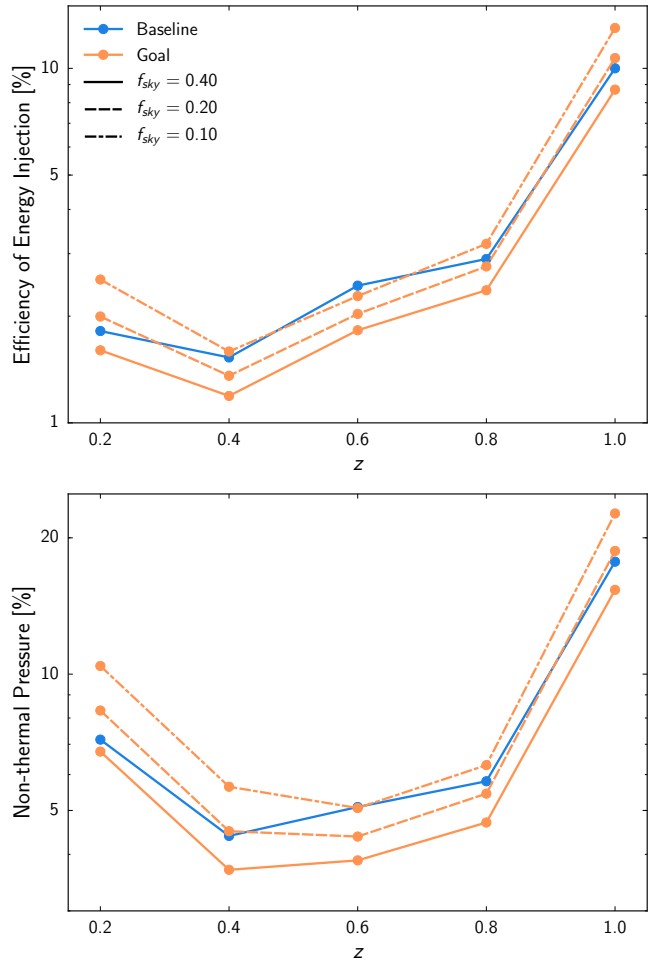 Baseline
Goal
f_sky = 0.40
f_sky = 0.20
f_sky = 0.10
Efficiency of Energy Injection [%]
10
5
2
1
0.2 0.4 0.6 0.8 1.0
z
Non-thermal Pressure [%]
20
10
5
0.2 0.4 0.6 0.8 1.0
z